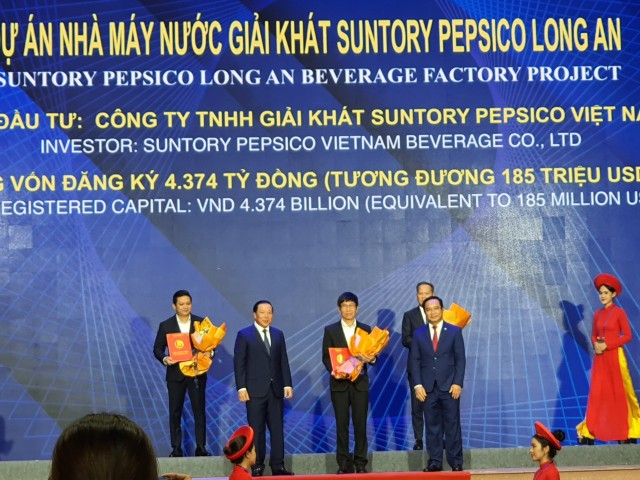 Ự ÁN NHÀ MÁY NƯỚC GIẢI KHÁT SUNTORY PEPSICO LONG AN
SUNTORY PEPSICO LONG AN BEVERAGE FACTORY PROJECT
ĐẦU TƯ: CÔNG TY TNHH GIẢI KHÁT SUNTORY PEPSICO VIỆT NA
INVESTOR: SUNTORY PEPSICO VIETNAM BEVERAGE CO., LTD
G VỐN ĐĂNG KÝ 4.374 TỶ ĐỒNG (TƯƠNG ĐƯƠNG 185 TRIỆU USD
REGISTERED CAPITAL: VND 4.374 BILLION (EQUIVALENT TO 185 MILLION US